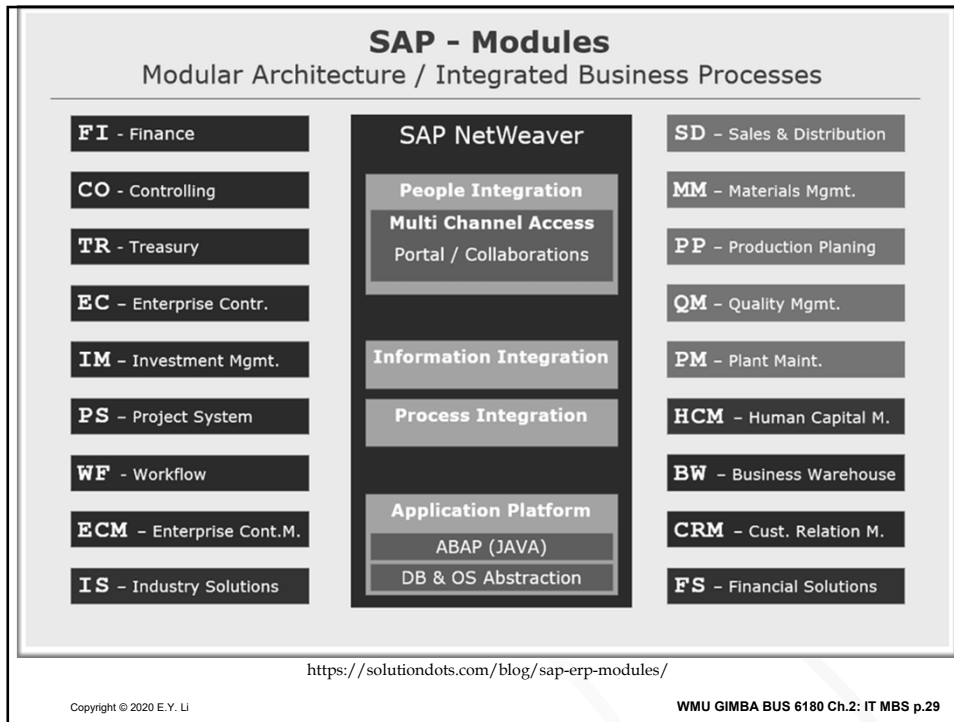 SAP - Modules
Modular Architecture / Integrated Business Processes
FI - Finance
CO - Controlling
TR - Treasury
EC – Enterprise Contr.
IM – Investment Mgmt.
PS – Project System
WF - Workflow
ECM – Enterprise Cont.M.
IS – Industry Solutions
SAP NetWeaver
People Integration
Multi Channel Access
Portal / Collaborations
Information Integration
Process Integration
Application Platform
ABAP (JAVA)
DB & OS Abstraction
SD – Sales & Distribution
MM – Materials Mgmt.
PP – Production Planing
QM – Quality Mgmt.
PM – Plant Maint.
HCM – Human Capital M.
BW – Business Warehouse
CRM – Cust. Relation M.
FS – Financial Solutions
https://solutiondots.com/blog/sap-erp-modules/
Copyright © 2020 E.Y. Li
WMU GIMBA BUS 6180 Ch.2: IT MBS p.29